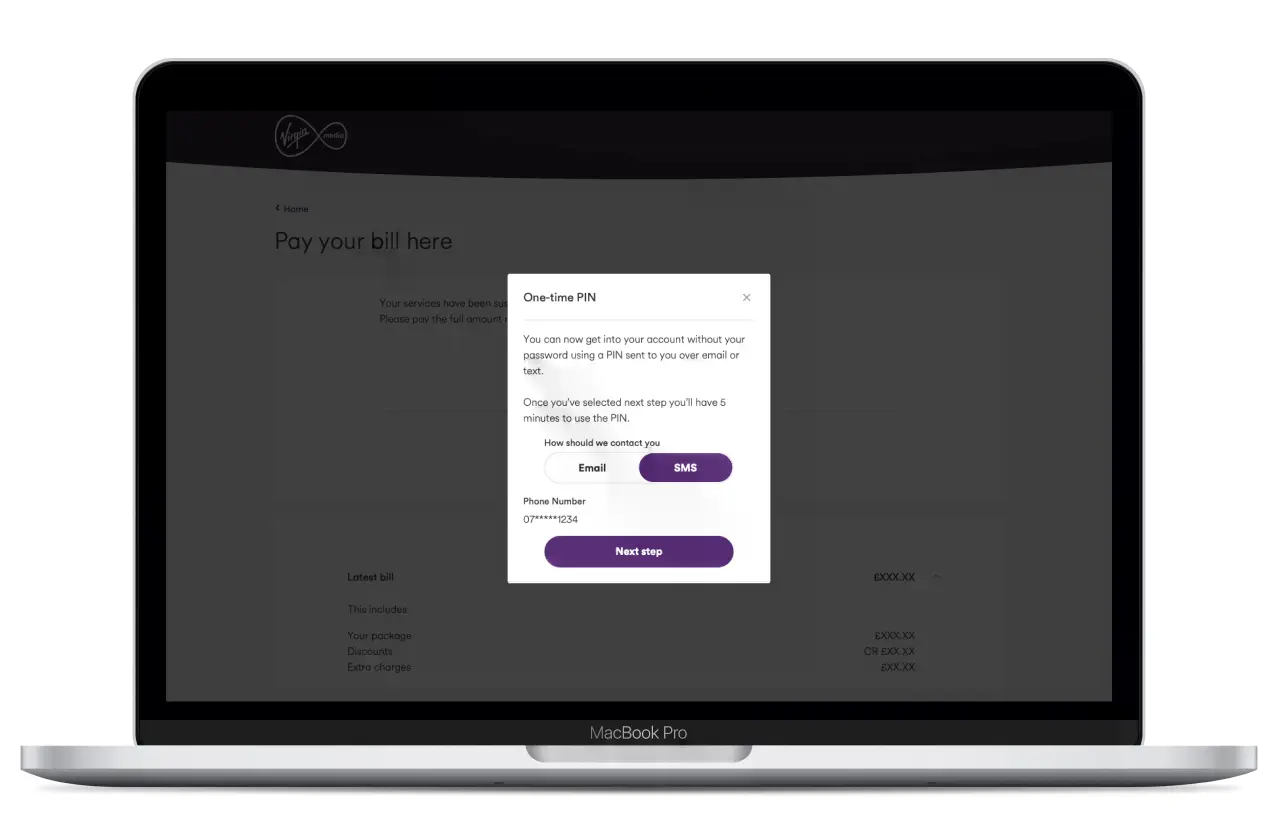 Virgin media
Home
Pay your bill here
Your services have been
Please pay the full amount
One-time PIN
You can now get into your account without your
password using a PIN sent to you over email or
text.
Once you've selected next step you'll have 5
minutes to use the PIN.
How should we contact you
Email SMS
Phone Number
07*****1234
Next step
Latest bill £XXX.XX
This includes
Your package £XXX.XX
Discounts CR £XX.XX
Extra charges £XX.XX
MacBook Pro